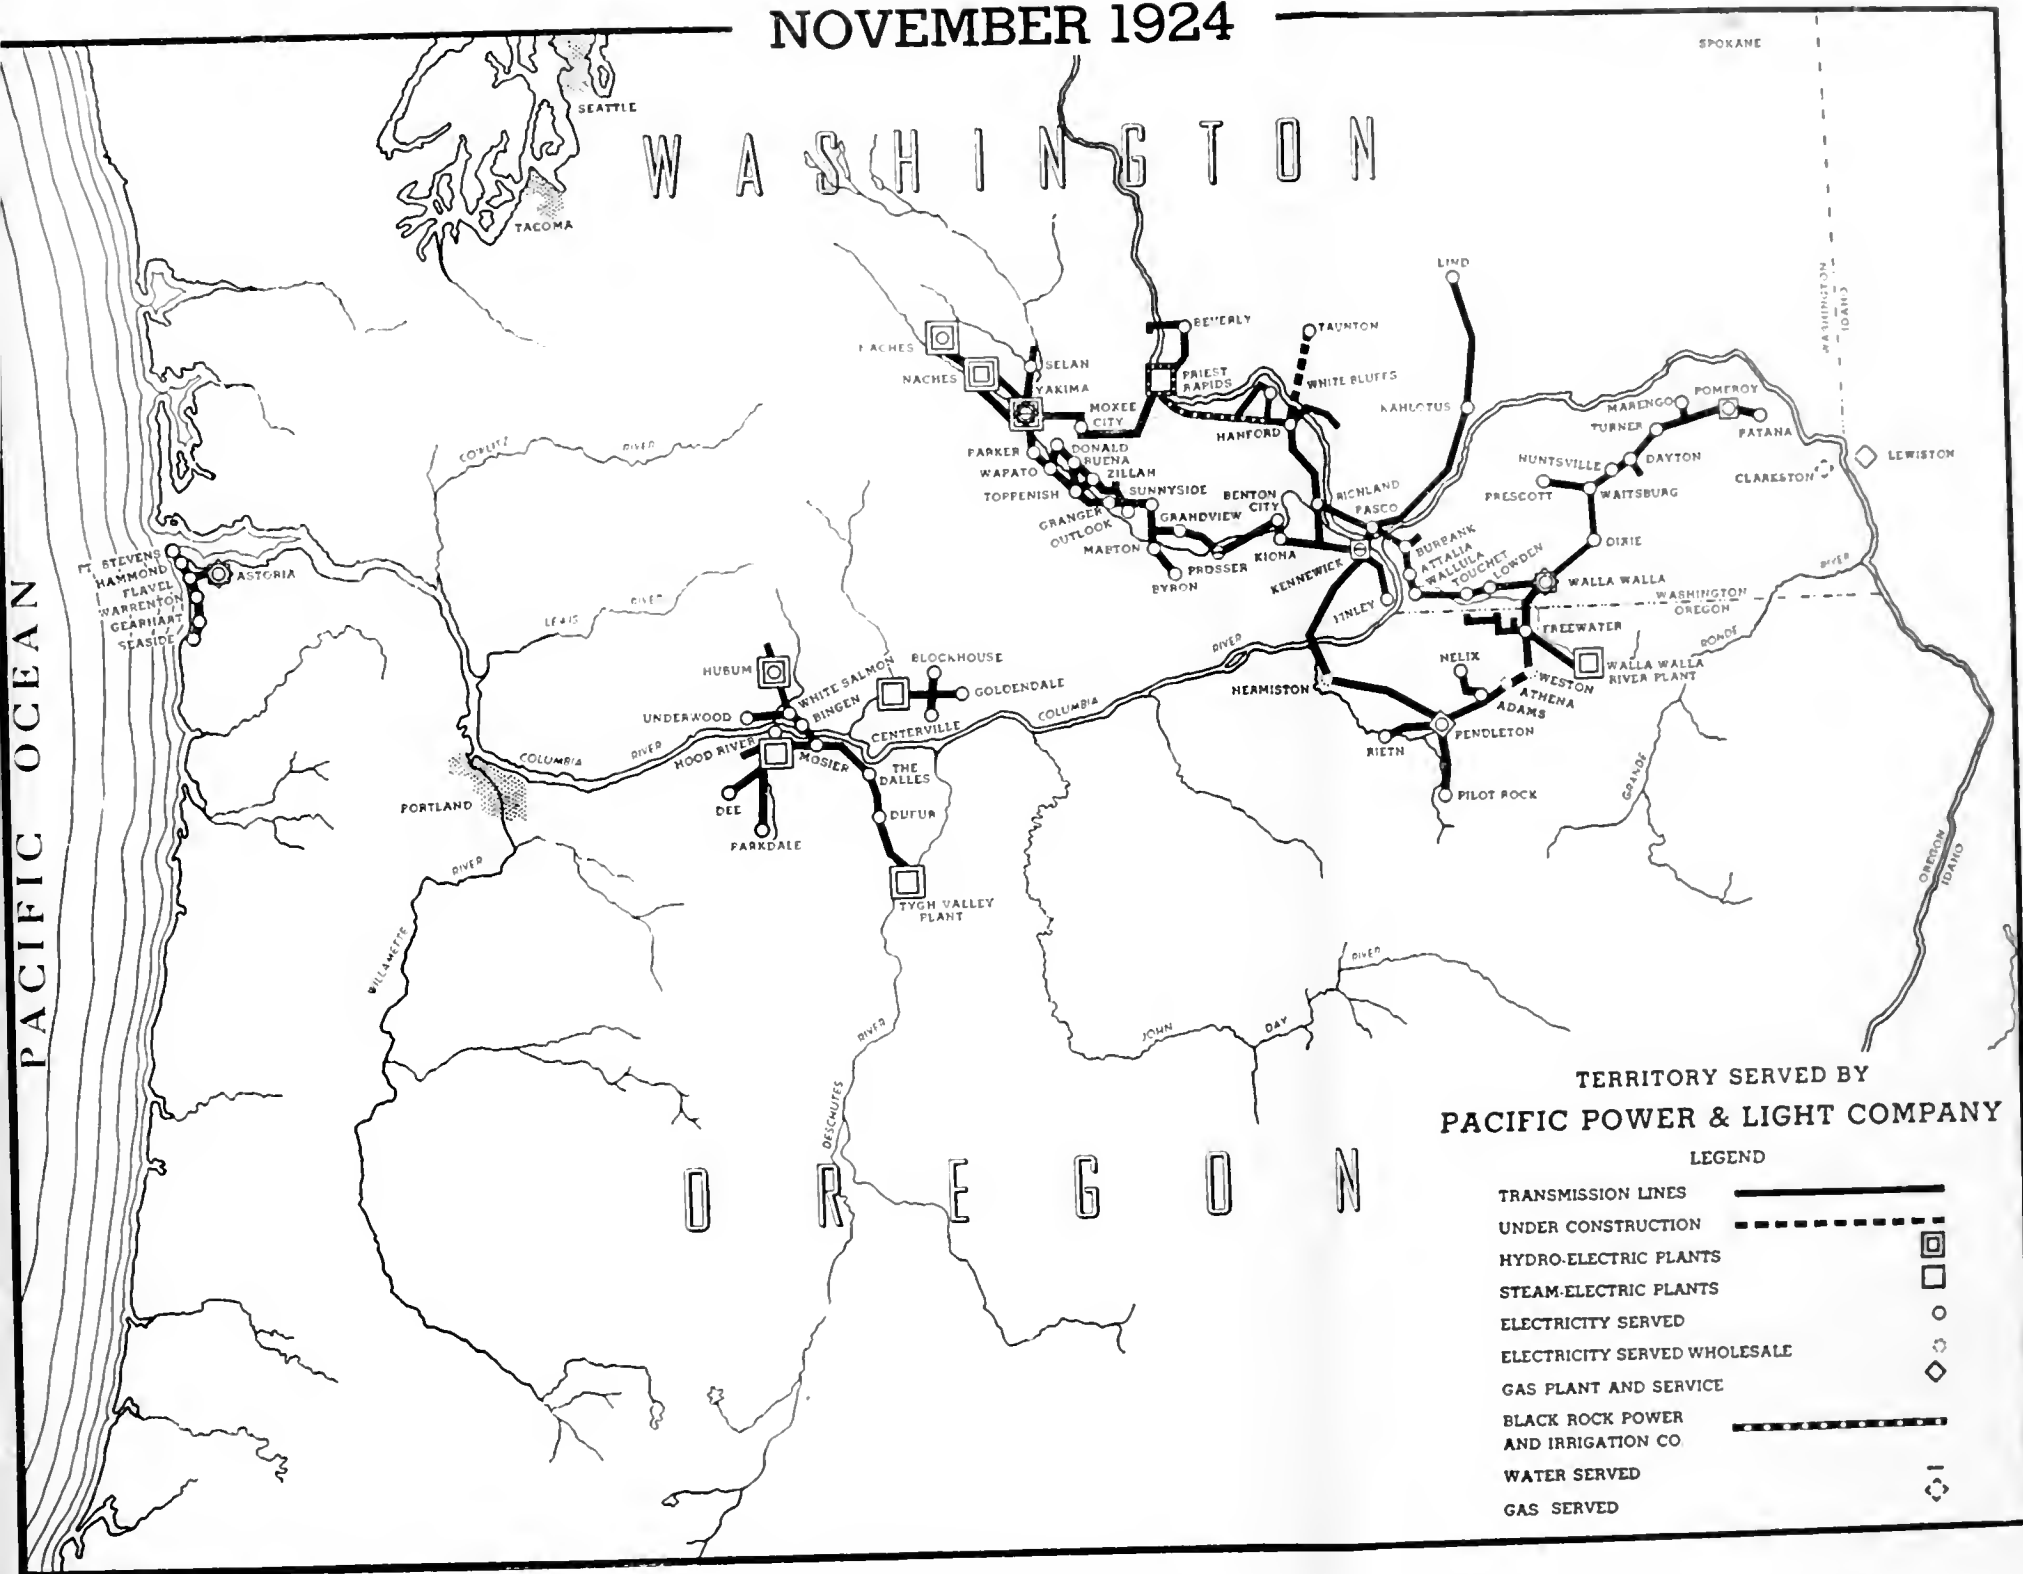 NOVEMBER 1924
SPOKANE
SEATTLE
WASHINGTON
TACOMA
LIND
WASHINGTON
IDAHO
BEVERLY
TAUNTON
NACHES
SELAN
PRIEST
RAPIDS
WHITE BLUFFS
NACHES
YAKIMA
POMEROY
MOXEE
CITY
KAHLOTUS
MARENGO
TURNER
PATANA
HANFORD
COWLITZ
RIVER
PARKER
DONALD
BUENA
WAPATO
ZILLAH
HUNTSVILLE
DAYTON
LEWISTON
CLARKSTON
TOPPENISH
SUNNYSIDE
BENTON
CITY
RICHLAND
PRESCOTT
WAITSBURG
GRANGER
OUTLOOK
GRANDVIEW
PASCO
MABTON
KIONA
BURBANK
DIXIE
FT. STEVENS
HAMMOND
ASTORIA
FLAVEL
WARRENTON
GEARHART
SEASIDE
BYRON
PROSSER
KENNEWICK
ATTALIA
WALLULA
TOUCHET
LOWDEN
WALLA WALLA
RIVER
WASHINGTON
OREGON
FINLEY
LEWIS
RIVER
FREEWATER
RONDE
RIVER
HUSUM
WHITE SALMON
BLOCKHOUSE
NELIX
WALLA WALLA
RIVER PLANT
BINGEN
GOLDENDALE
HERMISTON
WESTON
ATHENA
ADAMS
UNDERWOOD
CENTERVILLE
COLUMBIA
PENDLETON
RIETH
COLUMBIA
RIVER
HOOD RIVER
MOSIER
THE
DALLES
GRANDE
PORTLAND
DEE
DUFUR
PILOT ROCK
PARKDALE
OREGON
IDAHO
RIVER
TYGH VALLEY
PLANT
WILLAMETTE
RIVER
PACIFIC OCEAN
RIVER
JOHN
DAY
DESCHUTES
OREGON
TERRITORY SERVED BY
PACIFIC POWER & LIGHT COMPANY
LEGEND
TRANSMISSION LINES
UNDER CONSTRUCTION
HYDRO-ELECTRIC PLANTS
STEAM-ELECTRIC PLANTS
ELECTRICITY SERVED
ELECTRICITY SERVED WHOLESALE
GAS PLANT AND SERVICE
BLACK ROCK POWER
AND IRRIGATION CO.
WATER SERVED
GAS SERVED